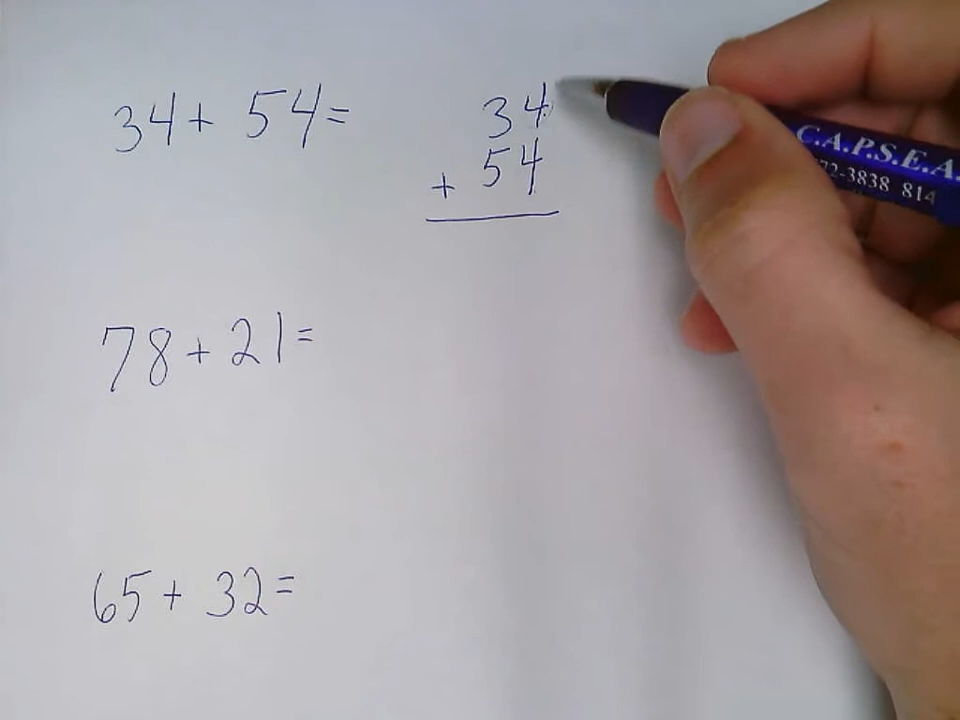 34 + 54 =
34
+ 54
C.A.P.S.E.A.
72-3838 814
78 + 21 =
65 + 32 =